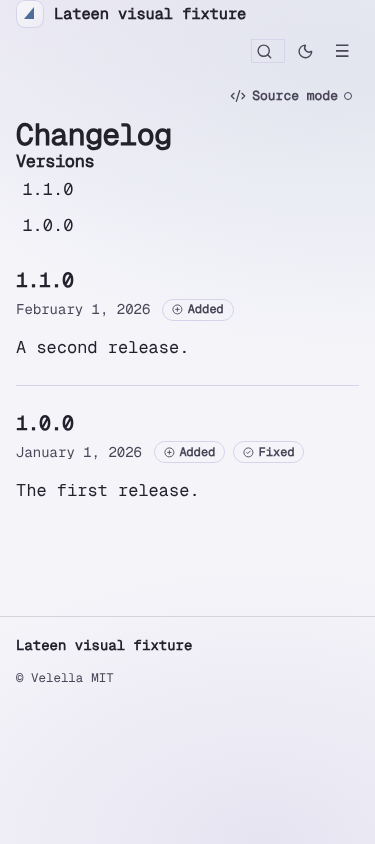 Lateen visual fixture
Source mode
Changelog
Versions
1.1.0
1.0.0
1.1.0
February 1, 2026 Added
A second release.
1.0.0
January 1, 2026 Added Fixed
The first release.
Lateen visual fixture
© Velella MIT